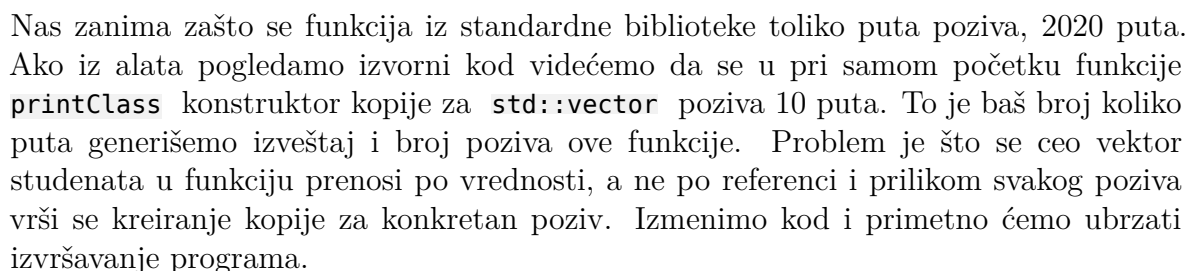 Nas zanima zašto se funkcija iz standardne biblioteke toliko puta poziva, 2020 puta.
Ako iz alata pogledamo izvorni kod videćemo da se u pri samom početku funkcije
printClass konstruktor kopije za std::vector poziva 10 puta. To je baš broj koliko
puta generišemo izveštaj i broj poziva ove funkcije. Problem je što se ceo vektor
studenata u funkciju prenosi po vrednosti, a ne po referenci i prilikom svakog poziva
vrši se kreiranje kopije za konkretan poziv. Izmenimo kod i primetno ćemo ubrzati
izvršavanje programa.